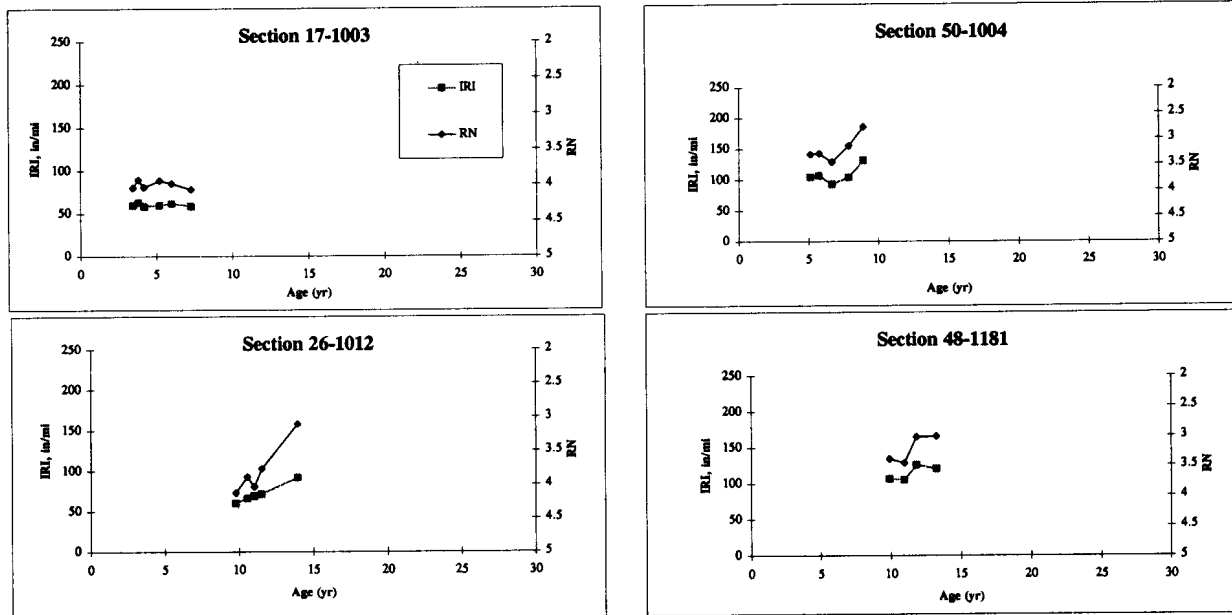 Section 17-1003
IRI, in/mi
250
200
150
100
50
0
0 5 10 15 20 25 30
Age (yr)
2
2.5
3
3.5
4
4.5
5
RN
IRI
RN
Section 50-1004
IRI, in/mi
250
200
150
100
50
0
0 5 10 15 20 25 30
Age (yr)
2
2.5
3
3.5
4
4.5
5
RN
Section 26-1012
IRI, in/mi
250
200
150
100
50
0
0 5 10 15 20 25 30
Age (yr)
2
2.5
3
3.5
4
4.5
5
RN
Section 48-1181
IRI, in/mi
250
200
150
100
50
0
0 5 10 15 20 25 30
Age (yr)
2
2.5
3
3.5
4
4.5
5
RN